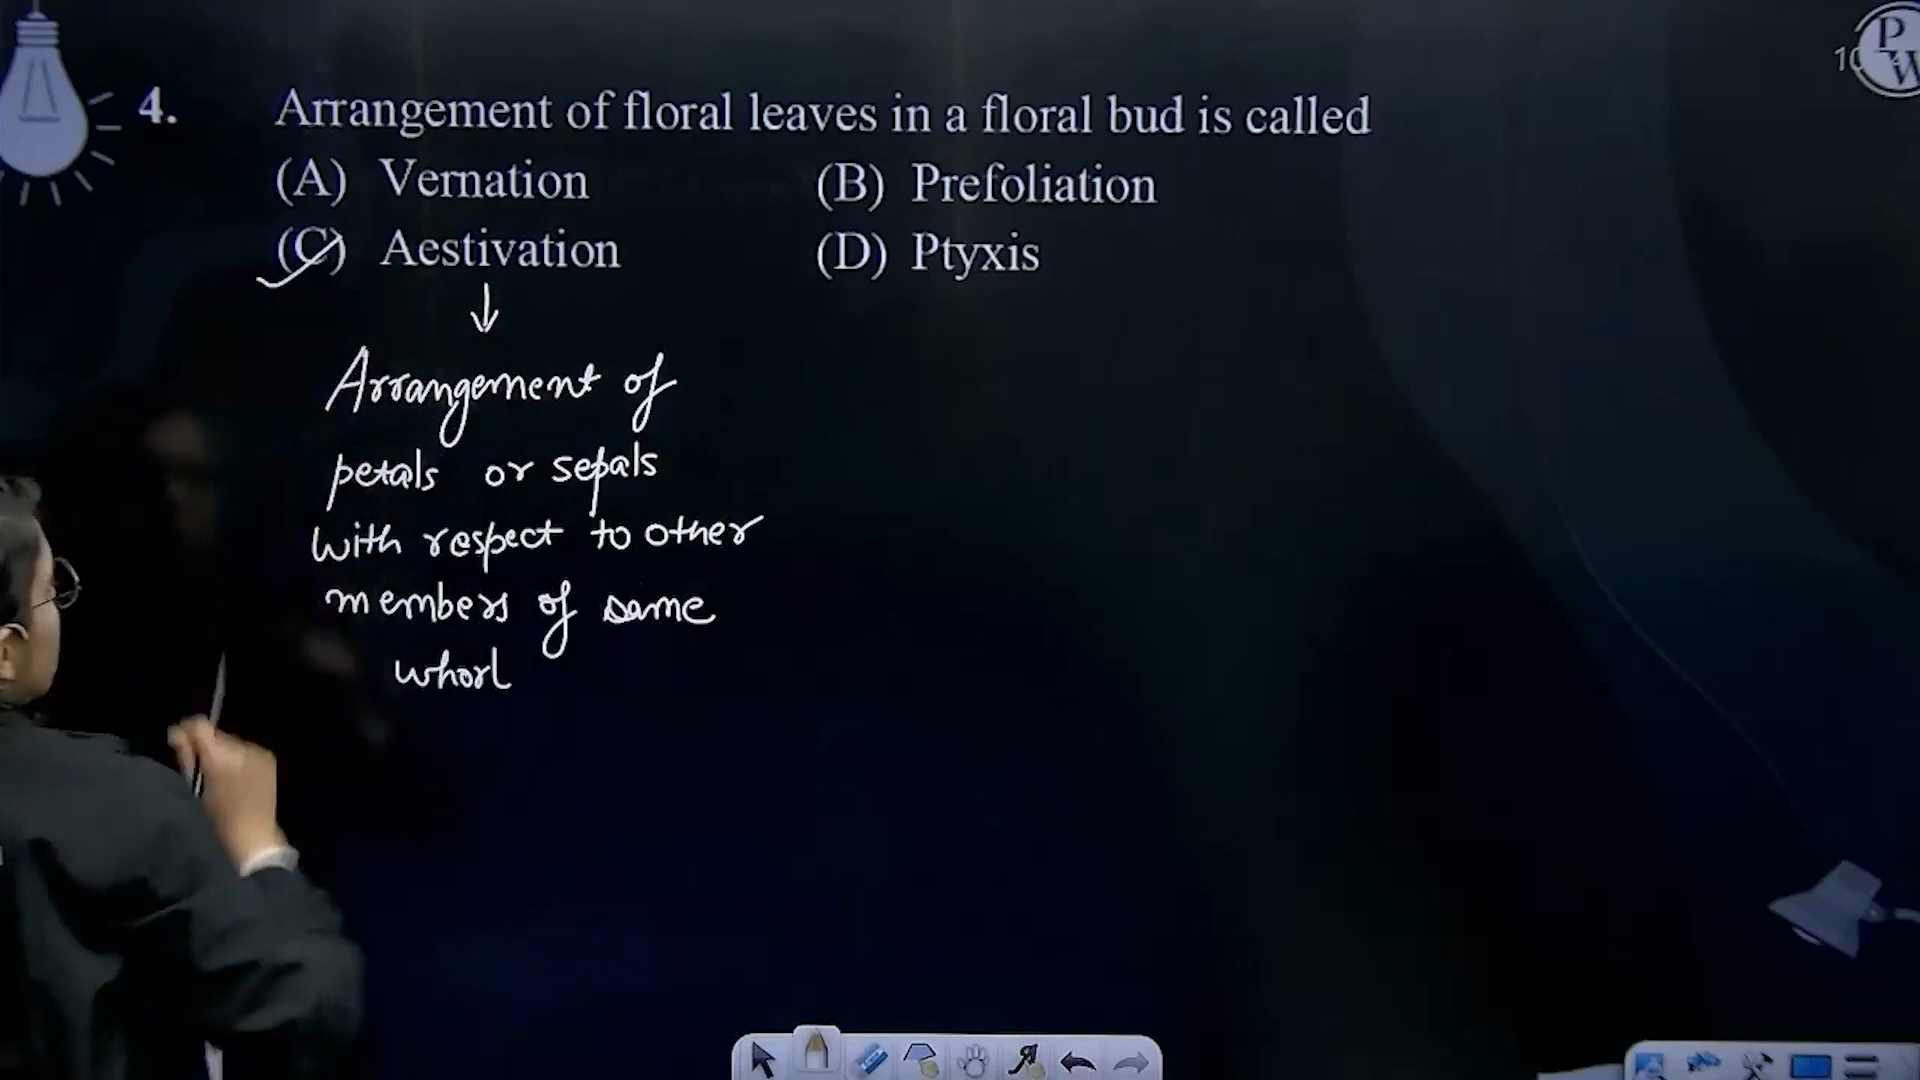 4. Arrangement of floral leaves in a floral bud is called
(A) Vernation (B) Prefoliation
(C) Aestivation (D) Ptyxis
Arrangement of
petals or sepals
with respect to other
members of same
whorl
PW